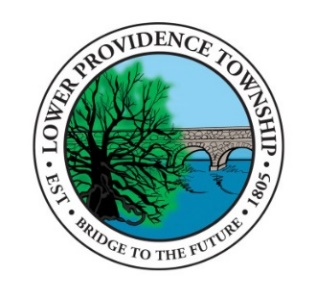 LOWER PROVIDENCE TOWNSHIP
EST • BRIDGE TO THE FUTURE • 1805